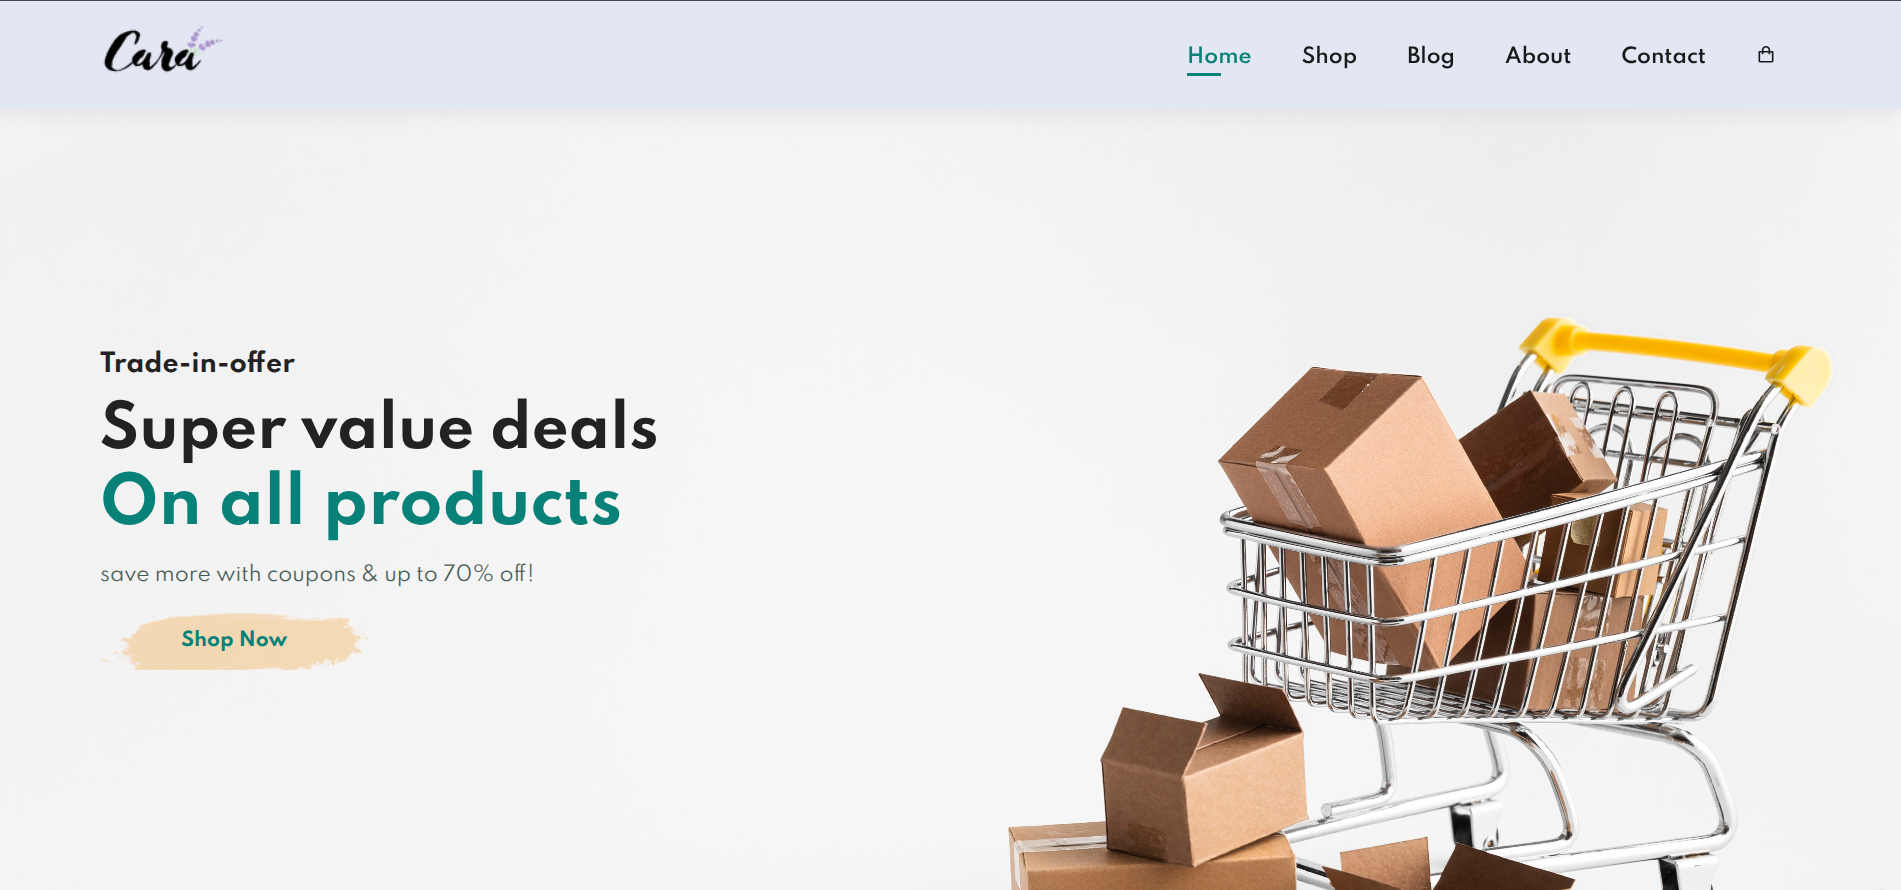 Cara
Home Shop Blog About Contact
Trade-in-offer
Super value deals
On all products
save more with coupons & up to 70% off!
Shop Now